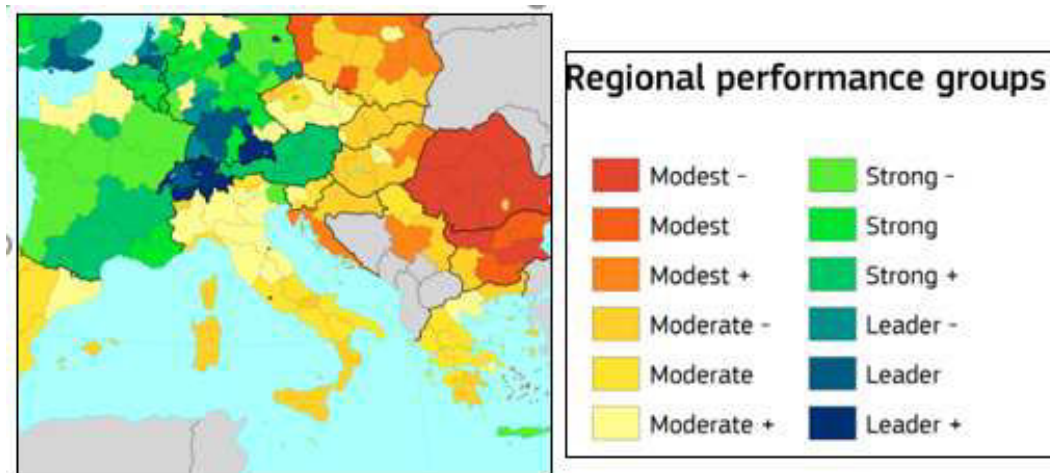 Regional performance groups
Modest -
Modest
Modest +
Moderate -
Moderate
Moderate +
Strong -
Strong
Strong +
Leader -
Leader
Leader +